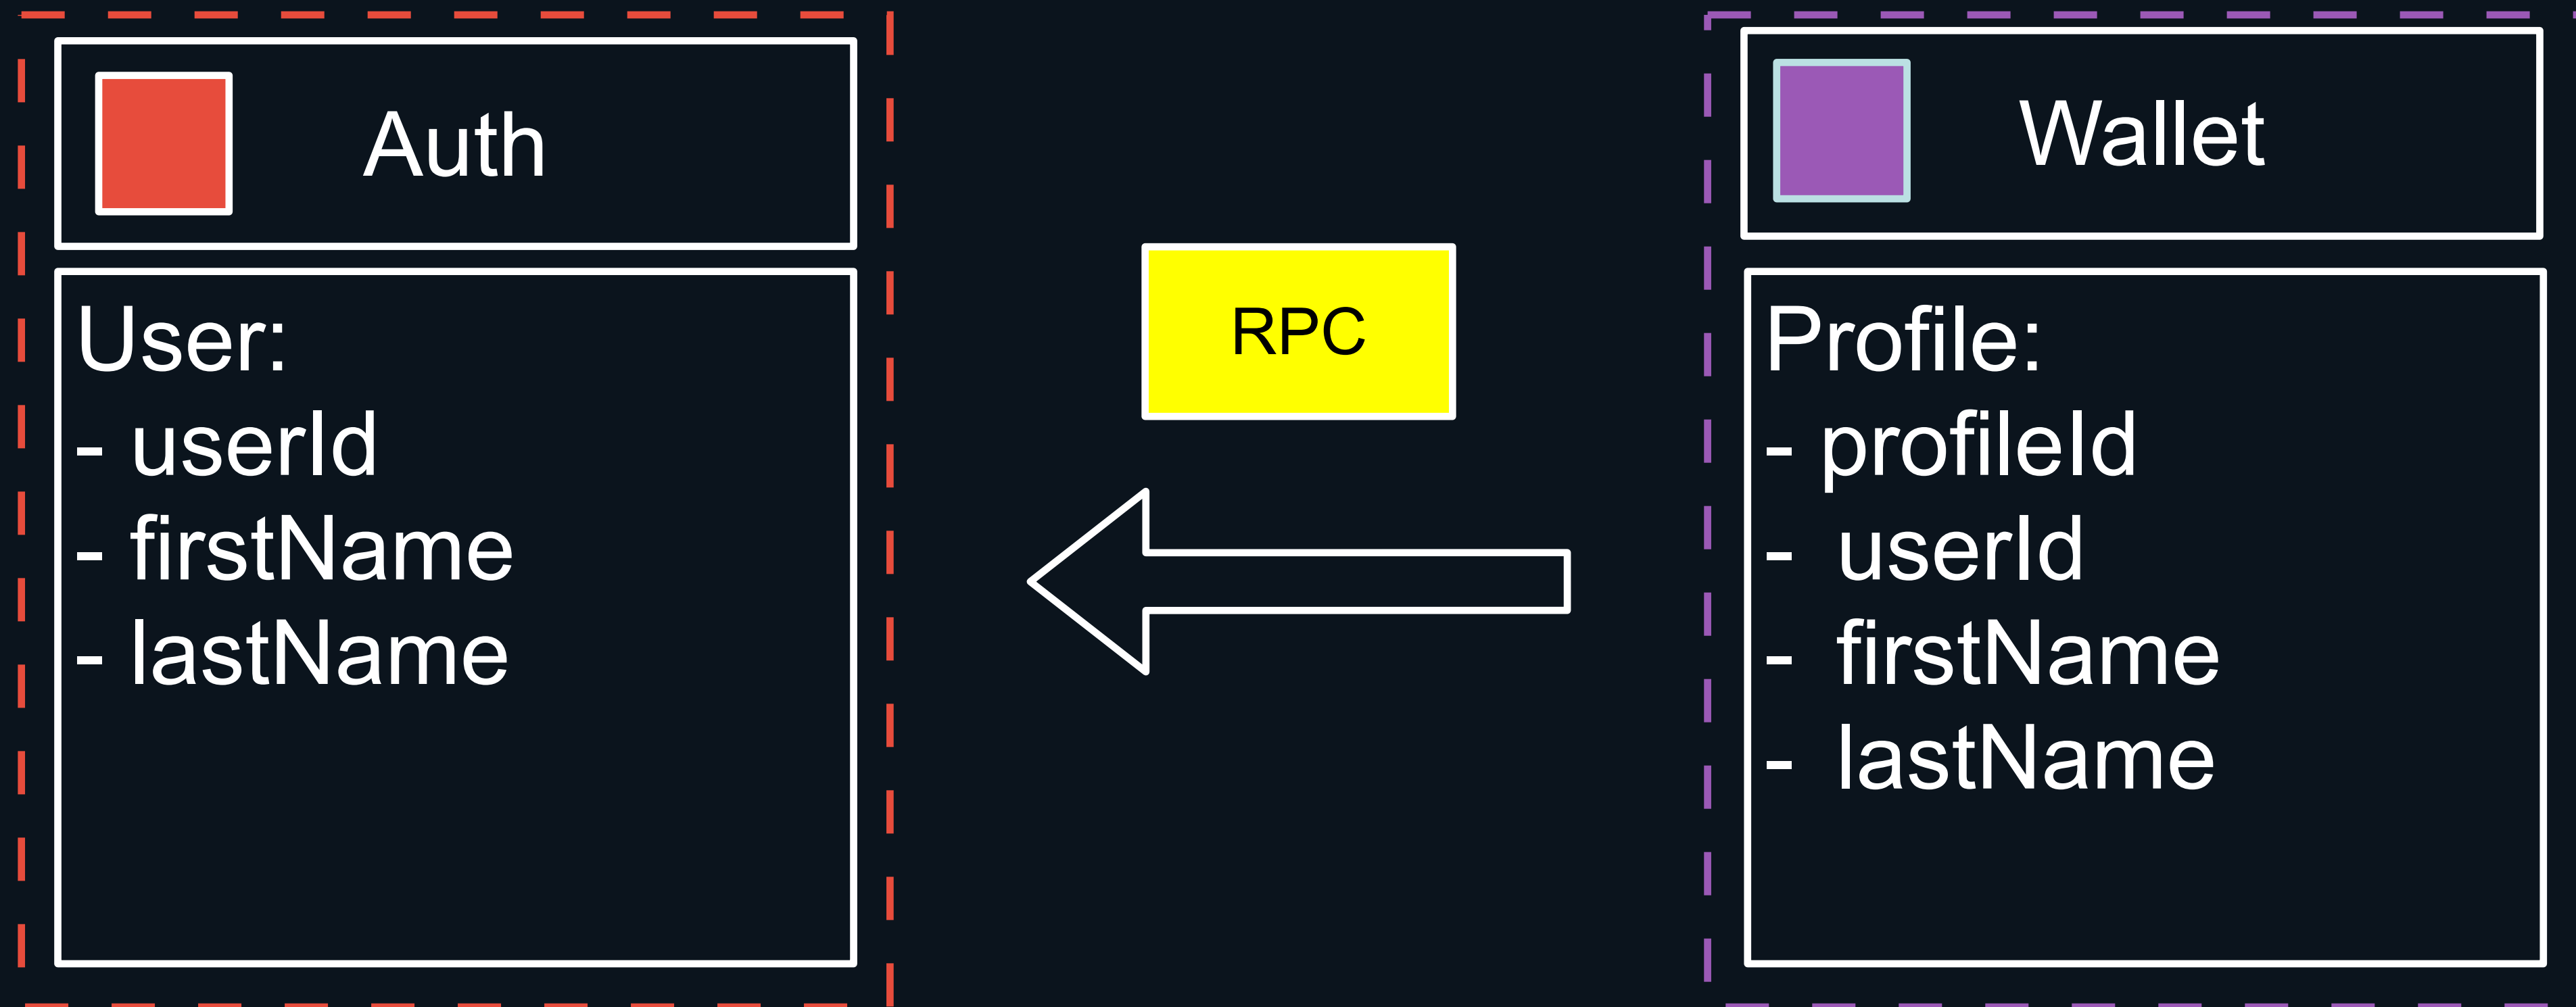 Auth
User:
- userId
- firstName
- lastName
RPC
Wallet
Profile:
- profileId
- userId
- firstName
- lastName